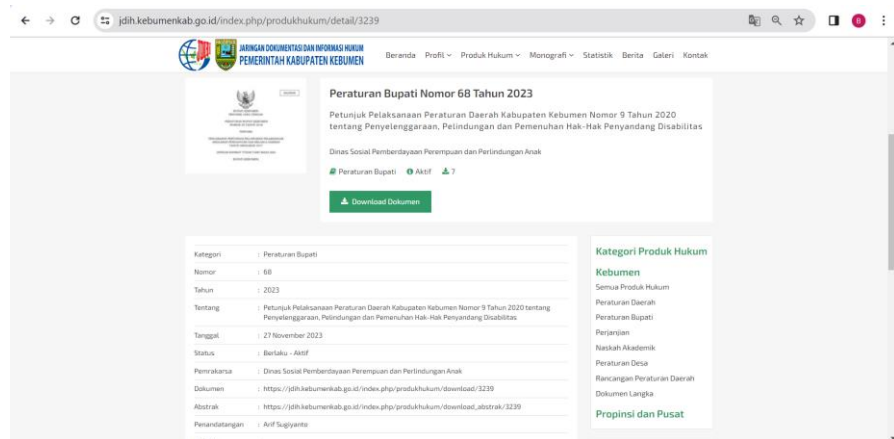 jdih.kebumenkab.go.id/index.php/produkhukum/detail/3239
JARINGAN DOKUMENTASI DAN INFORMASI HUKUM
PEMERINTAH KABUPATEN KEBUMEN
Beranda Profil Produk Hukum Monografi Statistik Berita Galeri Kontak
Peraturan Bupati Nomor 68 Tahun 2023
Petunjuk Pelaksanaan Peraturan Daerah Kabupaten Kebumen Nomor 9 Tahun 2020
tentang Penyelenggaraan, Pelindungan dan Pemenuhan Hak-Hak Penyandang Disabilitas
Dinas Sosial Pemberdayaan Perempuan dan Perlindungan Anak
Peraturan Bupati Aktif 7
Download Dokumen
Kategori : Peraturan Bupati
Nomor : 68
Tahun : 2023
Tentang : Petunjuk Pelaksanaan Peraturan Daerah Kabupaten Kebumen Nomor 9 Tahun 2020 tentang
Penyelenggaraan, Pelindungan dan Pemenuhan Hak-Hak Penyandang Disabilitas
Tanggal : 27 November 2023
Status : Berlaku - Aktif
Pemrakarsa : Dinas Sosial Pemberdayaan Perempuan dan Perlindungan Anak
Dokumen : https://jdih.kebumenkab.go.id/index.php/produkhukum/download/3239
Abstrak : https://jdih.kebumenkab.go.id/index.php/produkhukum/download_abstrak/3239
Penandatangan : Arif Sugiyanto
Kategori Produk Hukum
Kebumen
Semua Produk Hukum
Peraturan Daerah
Peraturan Bupati
Perjanjian
Naskah Akademik
Peraturan Desa
Rancangan Peraturan Daerah
Dokumen Langka
Propinsi dan Pusat